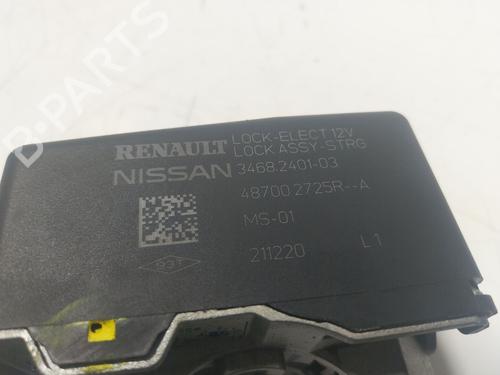 LOCK-ELECT 12V
RENAULT LOCK ASSY-STRG
NISSAN 3468.2401-03
48700 2725R--A
MS-01
211220 L1
B-PARTS